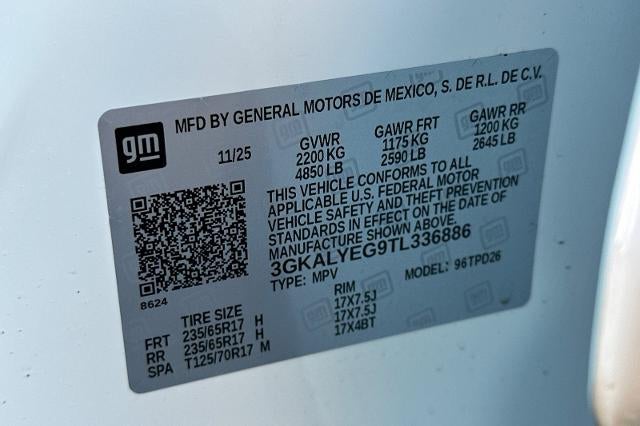 MFD BY GENERAL MOTORS DE MEXICO, S. DE R.L. DE C.V.
gm
11/25
GVWR GAWR FRT GAWR RR
2200 KG 1175 KG 1200 KG
4850 LB 2590 LB 2645 LB
THIS VEHICLE CONFORMS TO ALL
APPLICABLE U.S. FEDERAL MOTOR
VEHICLE SAFETY AND THEFT PREVENTION
STANDARDS IN EFFECT ON THE DATE OF
MANUFACTURE SHOWN ABOVE.
3GKALYEG9TL336886
TYPE: MPV MODEL: 96TPD26
8624
TIRE SIZE RIM
FRT 235/65R17 H 17X7.5J
RR 235/65R17 H 17X7.5J
SPA T125/70R17 M 17X4BT